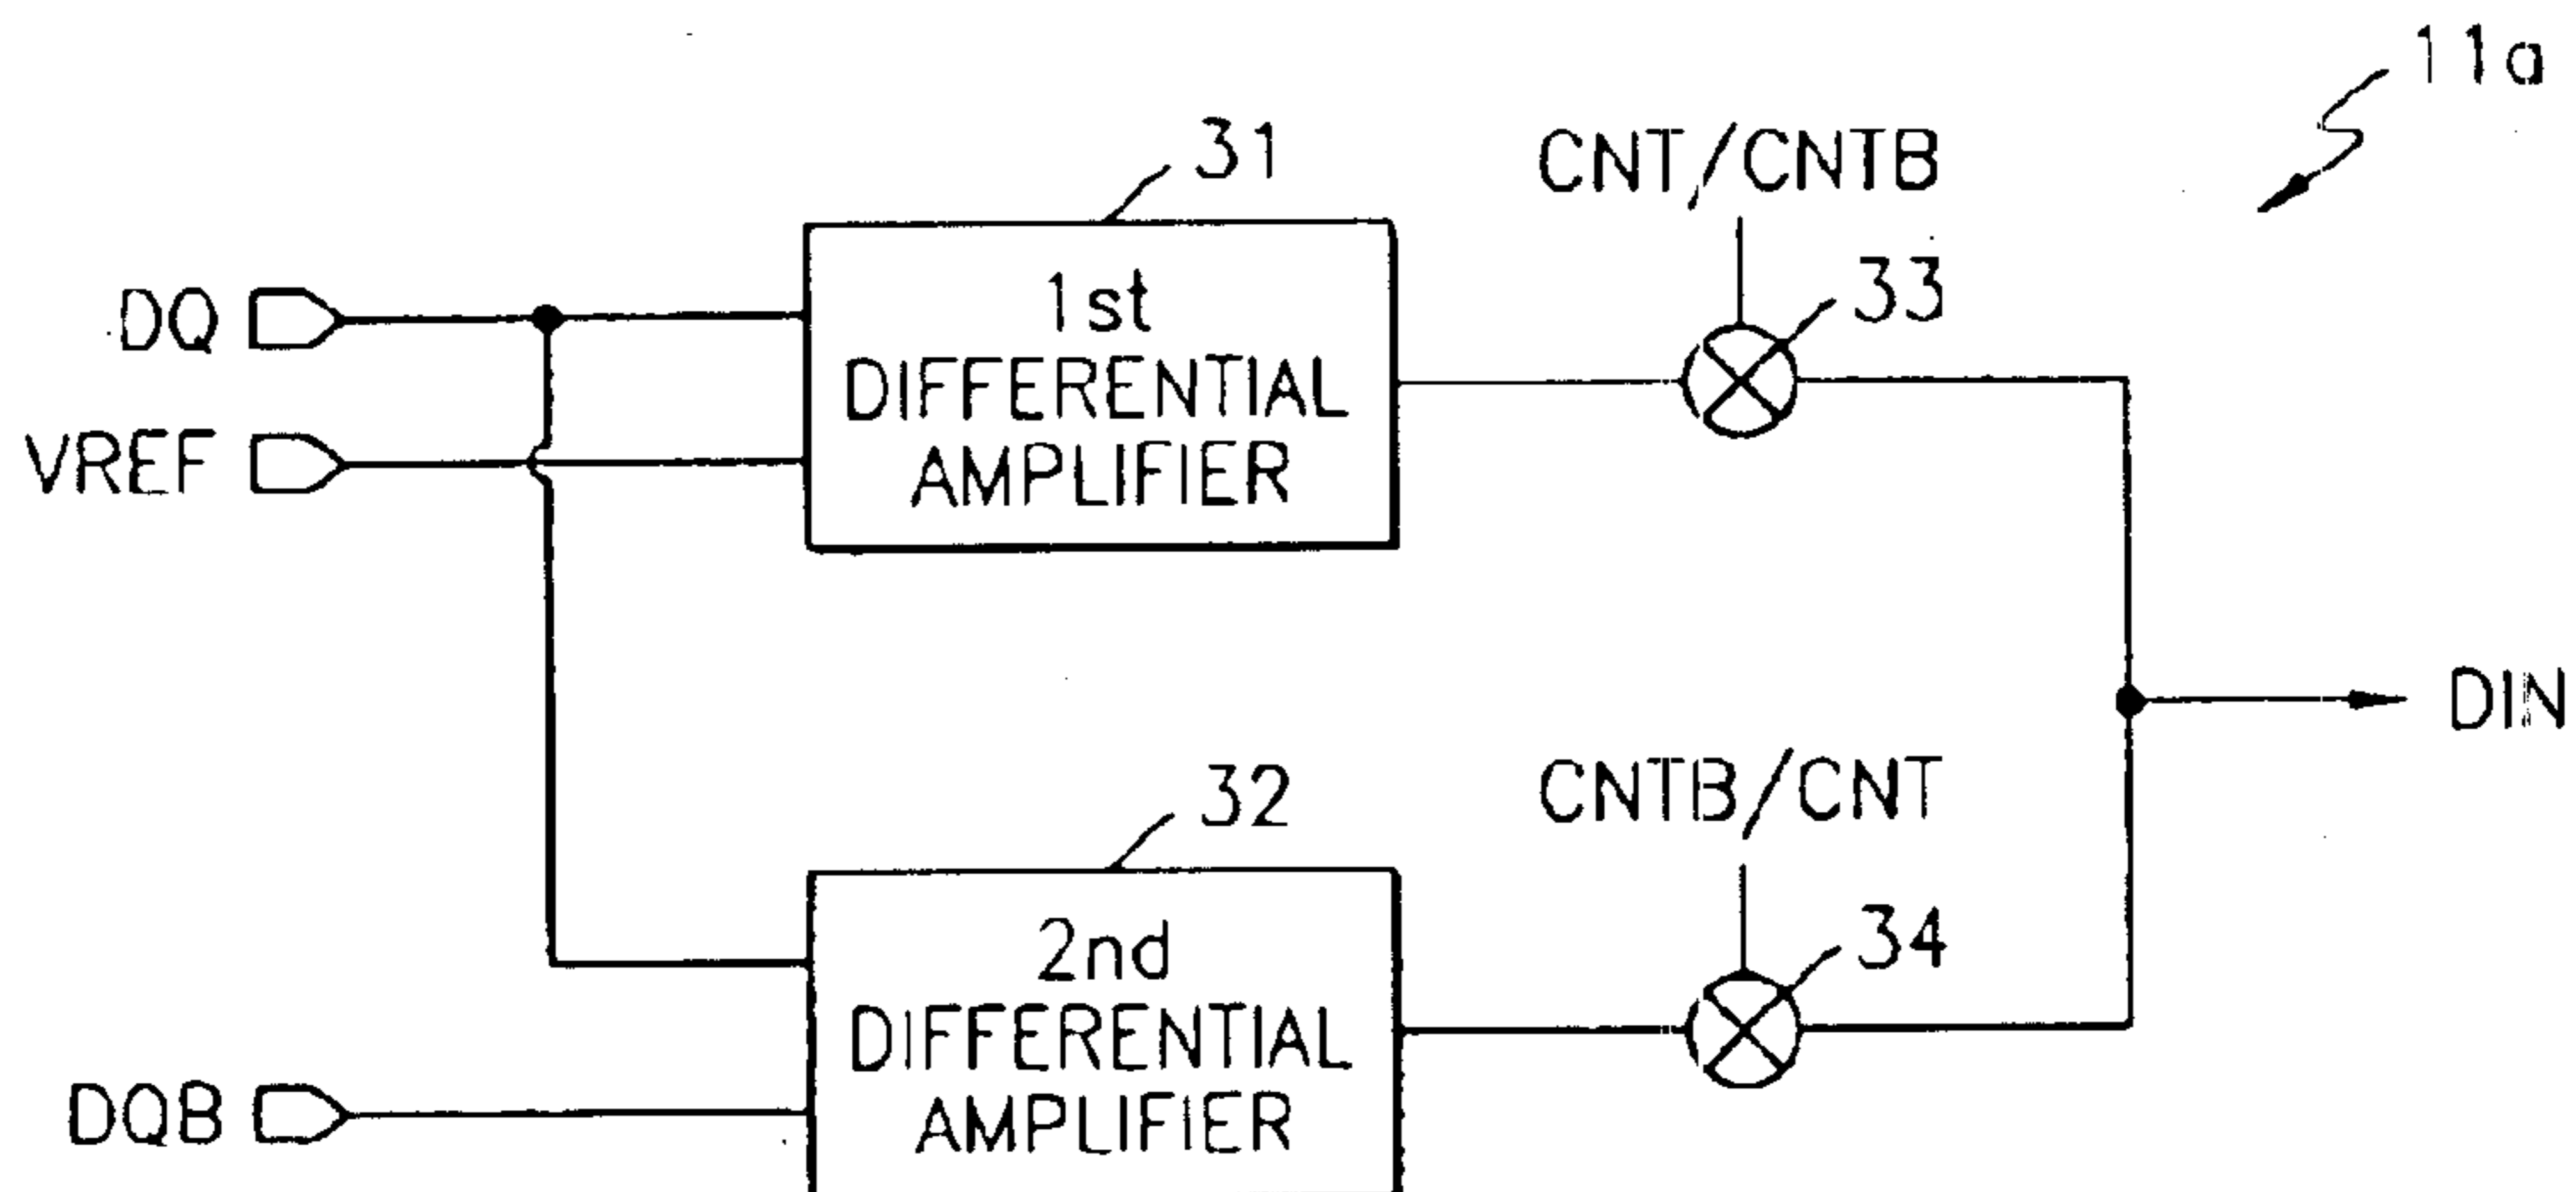 11a
31
CNT/CNTB
33
DQ
1st
DIFFERENTIAL
AMPLIFIER
VREF
DIN
32
CNTB/CNT
34
2nd
DIFFERENTIAL
AMPLIFIER
DQB